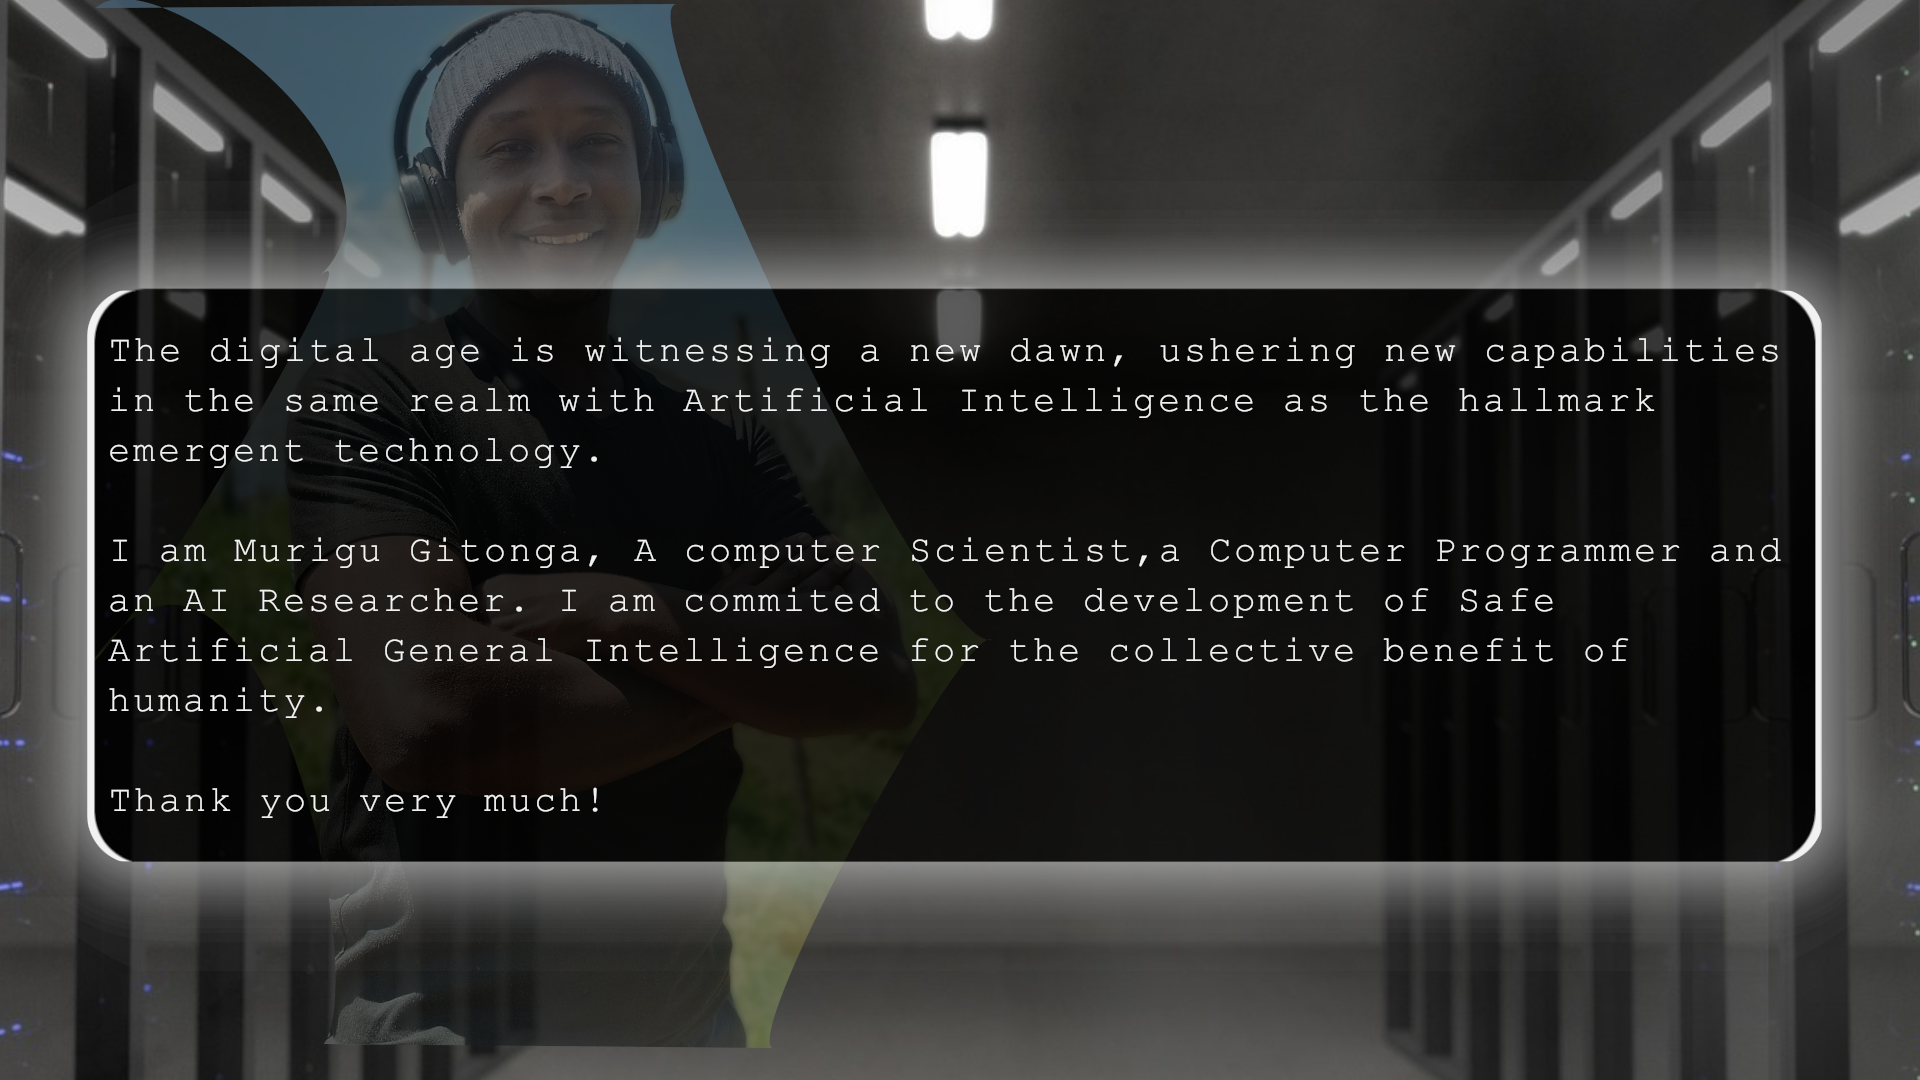 The digital age is witnessing a new dawn, ushering new capabilities
in the same realm with Artificial Intelligence as the hallmark
emergent technology.
I am Murigu Gitonga, A computer Scientist,a Computer Programmer and
an AI Researcher. I am commited to the development of Safe
Artificial General Intelligence for the collective benefit of
humanity.
Thank you very much!